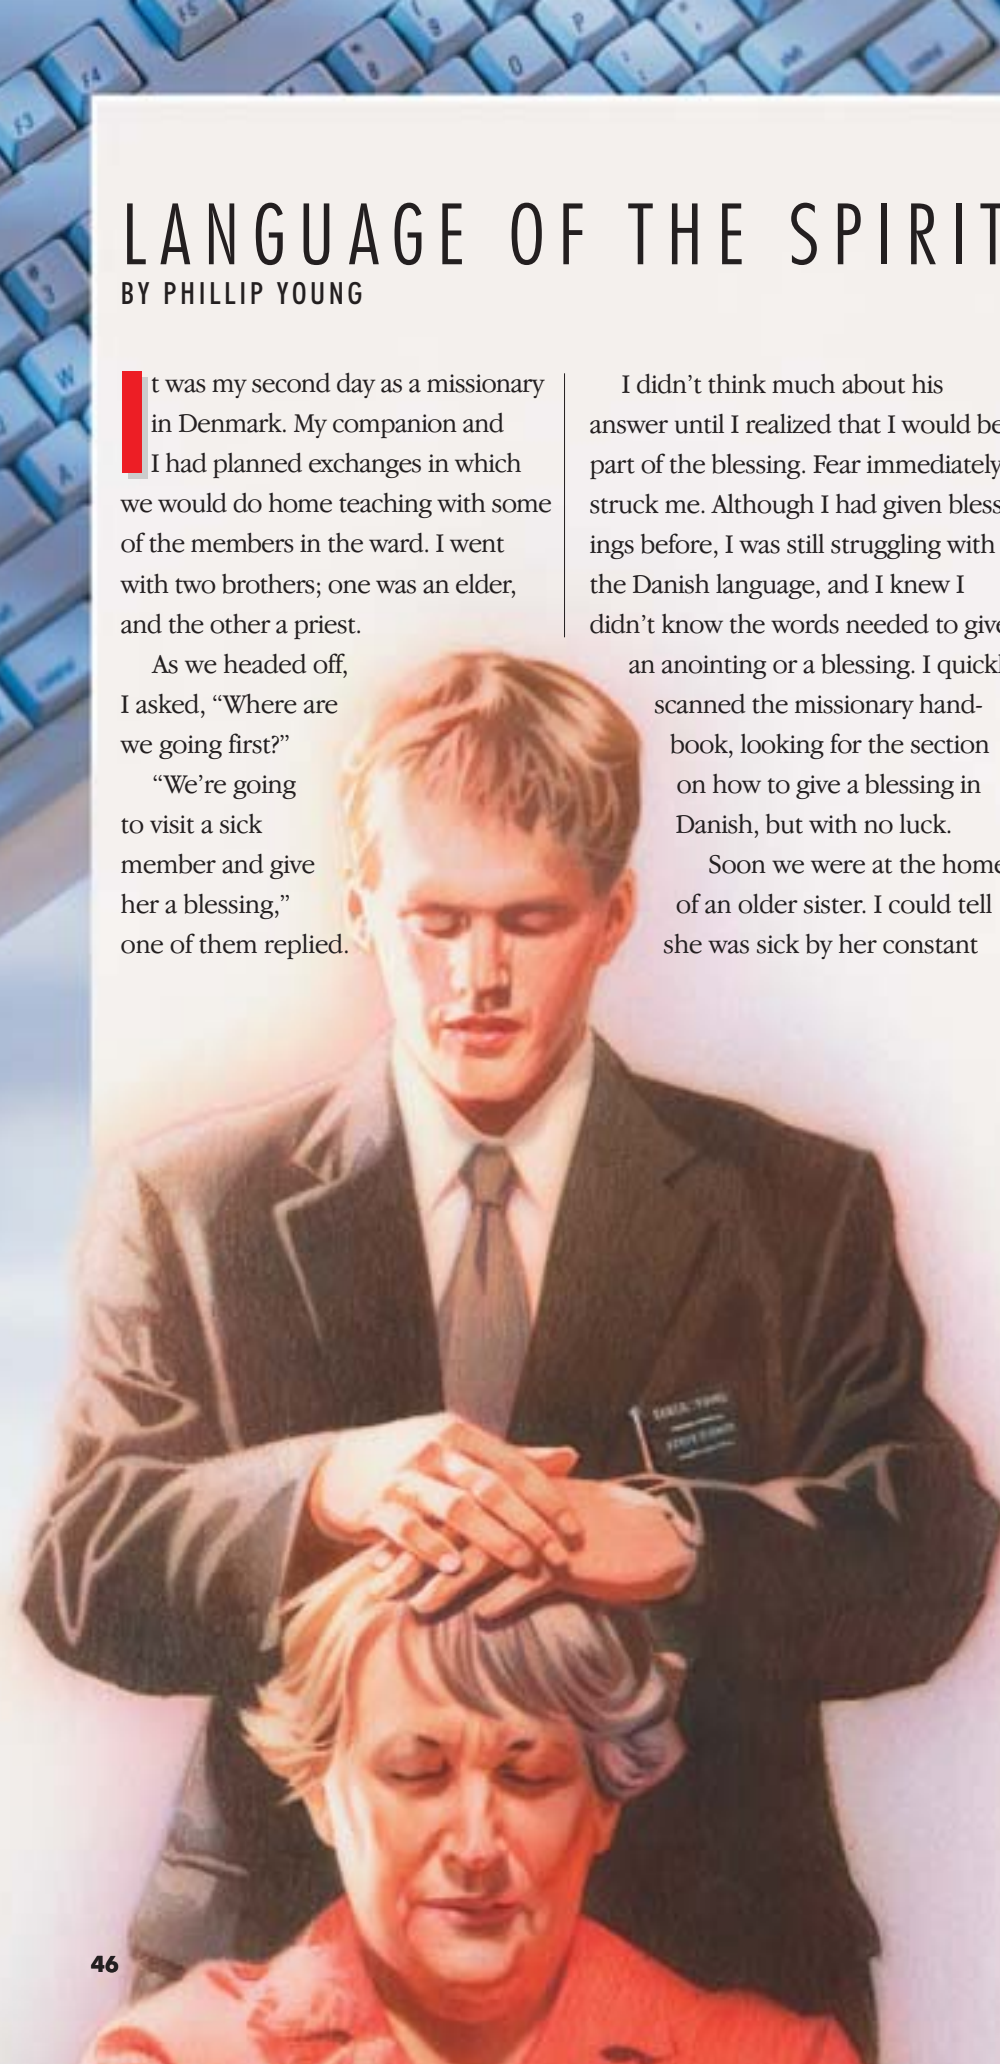 F5
F4
F3
9
8
O
P
W
A
3
LANGUAGE OF THE SPIRIT
BY PHILLIP YOUNG
It was my second day as a missionary
in Denmark. My companion and
I had planned exchanges in which
we would do home teaching with some
of the members in the ward. I went
with two brothers; one was an elder,
and the other a priest.
As we headed off,
I asked, “Where are
we going first?”
“We’re going
to visit a sick
member and give
her a blessing,”
one of them replied.
I didn’t think much about his
answer until I realized that I would be
part of the blessing. Fear immediately
struck me. Although I had given bless
ings before, I was still struggling with
the Danish language, and I knew I
didn’t know the words needed to give
an anointing or a blessing. I quickl
scanned the missionary hand-
book, looking for the section
on how to give a blessing in
Danish, but with no luck.
Soon we were at the home
of an older sister. I could tell
she was sick by her constant
46